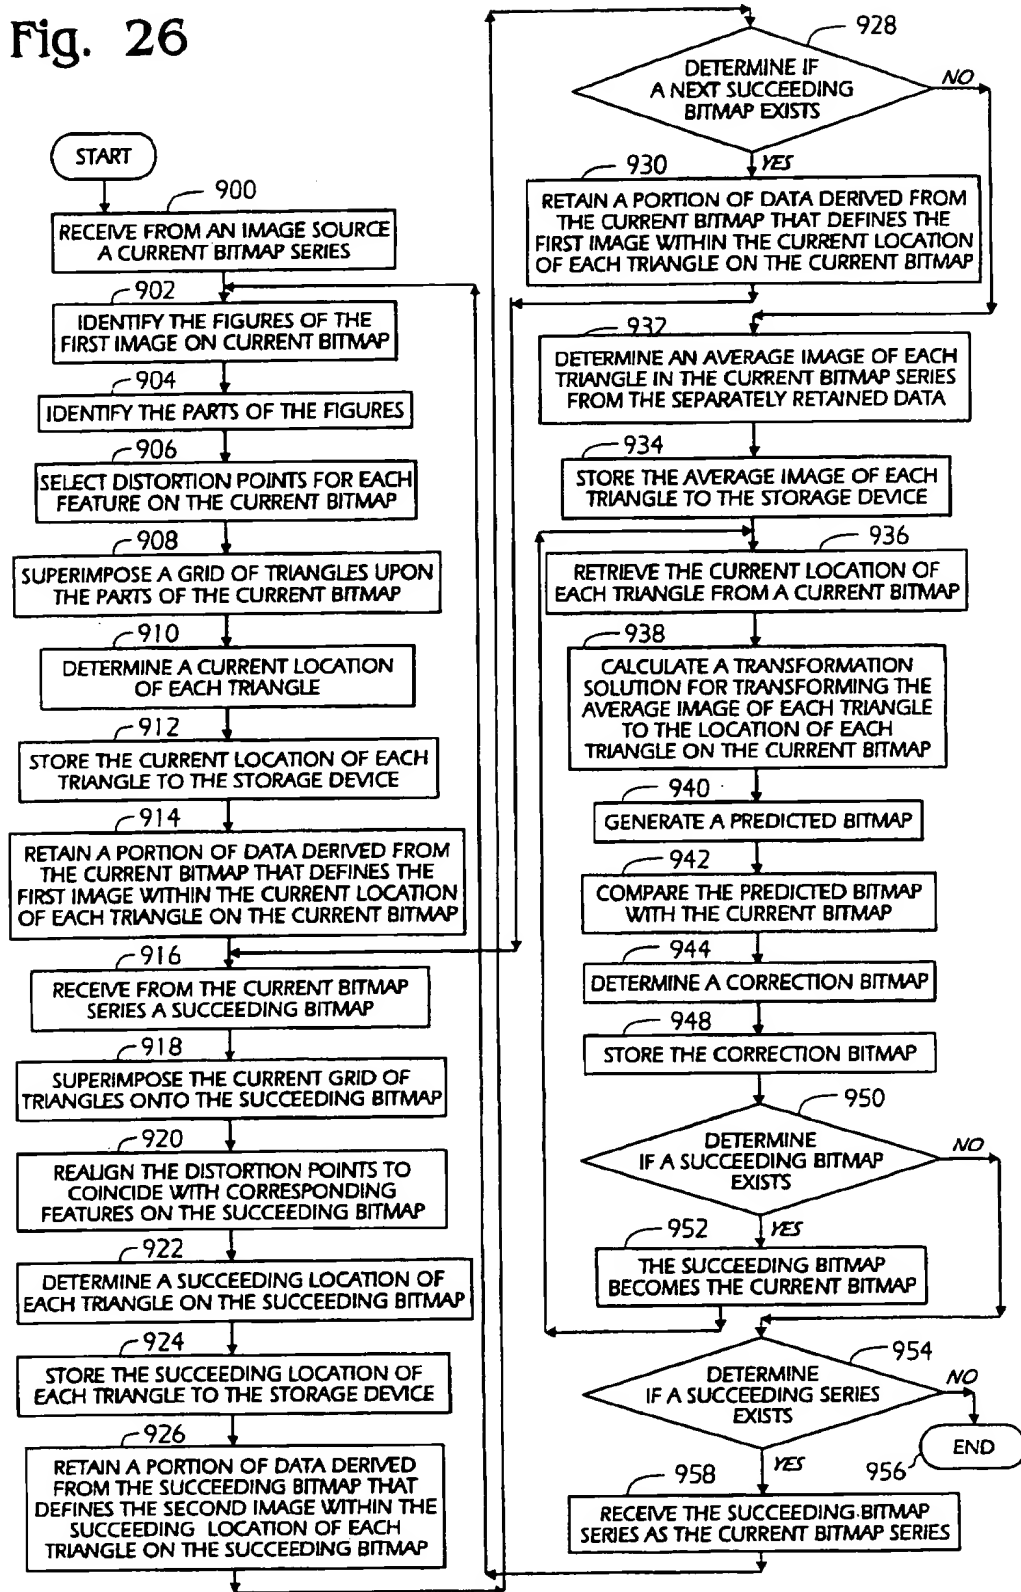 Fig. 26
START
900
RECEIVE FROM AN IMAGE SOURCE
A CURRENT BITMAP SERIES
902
IDENTIFY THE FIGURES OF THE
FIRST IMAGE ON CURRENT BITMAP
904
IDENTIFY THE PARTS OF THE FIGURES
906
SELECT DISTORTION POINTS FOR EACH
FEATURE ON THE CURRENT BITMAP
908
SUPERIMPOSE A GRID OF TRIANGLES UPON
THE PARTS OF THE CURRENT BITMAP
910
DETERMINE A CURRENT LOCATION
OF EACH TRIANGLE
912
STORE THE CURRENT LOCATION OF EACH
TRIANGLE TO THE STORAGE DEVICE
914
RETAIN A PORTION OF DATA DERIVED FROM
THE CURRENT BITMAP THAT DEFINES THE
FIRST IMAGE WITHIN THE CURRENT LOCATION
OF EACH TRIANGLE ON THE CURRENT BITMAP
916
RECEIVE FROM THE CURRENT BITMAP
SERIES A SUCCEEDING BITMAP
918
SUPERIMPOSE THE CURRENT GRID OF
TRIANGLES ONTO THE SUCCEEDING BITMAP
920
REALIGN THE DISTORTION POINTS TO
COINCIDE WITH CORRESPONDING
FEATURES ON THE SUCCEEDING BITMAP
922
DETERMINE A SUCCEEDING LOCATION OF
EACH TRIANGLE ON THE SUCCEEDING BITMAP
924
STORE THE SUCCEEDING LOCATION OF
EACH TRIANGLE TO THE STORAGE DEVICE
926
RETAIN A PORTION OF DATA DERIVED
FROM THE SUCCEEDING BITMAP THAT
DEFINES THE SECOND IMAGE WITHIN THE
SUCCEEDING LOCATION OF EACH
TRIANGLE ON THE SUCCEEDING BITMAP
928
DETERMINE IF
A NEXT SUCCEEDING
BITMAP EXISTS
NO
YES
930
RETAIN A PORTION OF DATA DERIVED FROM
THE CURRENT BITMAP THAT DEFINES THE
FIRST IMAGE WITHIN THE CURRENT LOCATION
OF EACH TRIANGLE ON THE CURRENT BITMAP
932
DETERMINE AN AVERAGE IMAGE OF EACH
TRIANGLE IN THE CURRENT BITMAP SERIES
FROM THE SEPARATELY RETAINED DATA
934
STORE THE AVERAGE IMAGE OF EACH
TRIANGLE TO THE STORAGE DEVICE
936
RETRIEVE THE CURRENT LOCATION OF
EACH TRIANGLE FROM A CURRENT BITMAP
938
CALCULATE A TRANSFORMATION
SOLUTION FOR TRANSFORMING THE
AVERAGE IMAGE OF EACH TRIANGLE
TO THE LOCATION OF EACH
TRIANGLE ON THE CURRENT BITMAP
940
GENERATE A PREDICTED BITMAP
942
COMPARE THE PREDICTED BITMAP
WITH THE CURRENT BITMAP
944
DETERMINE A CORRECTION BITMAP
948
STORE THE CORRECTION BITMAP
950
DETERMINE
IF A SUCCEEDING BITMAP
EXISTS
NO
YES
952
THE SUCCEEDING BITMAP
BECOMES THE CURRENT BITMAP
954
DETERMINE
IF A SUCCEEDING SERIES
EXISTS
NO
956
END
YES
958
RECEIVE THE SUCCEEDING.BITMAP
SERIES AS THE CURRENT BITMAP SERIES